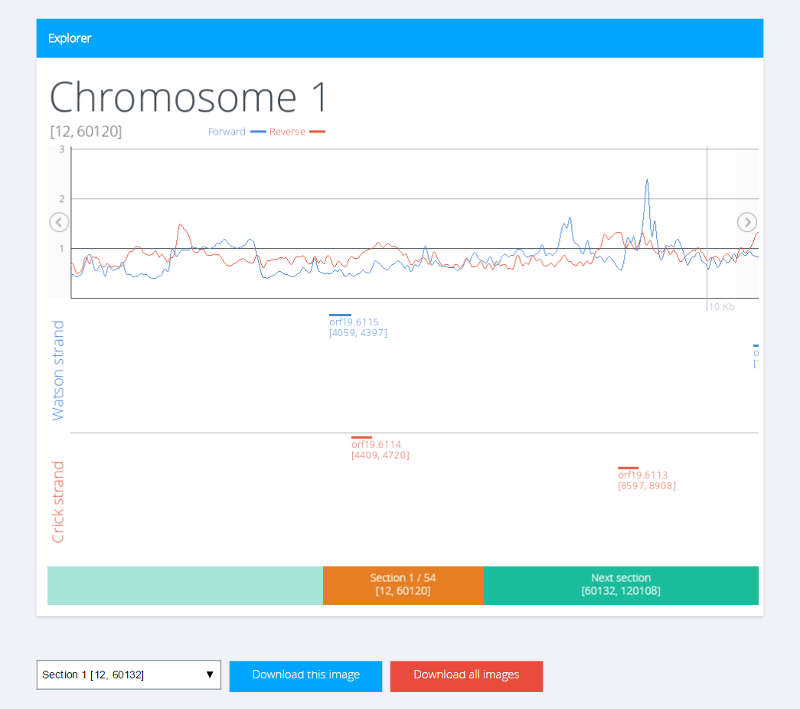 Explorer
Chromosome 1
[12, 60120]
Forward Reverse
3
2
1
10 Kb
Watson strand
orf19.6115
[4059, 4397]
Crick strand
orf19.6114
[4409, 4720]
orf19.6113
[8597, 8908]
Section 1 / 54
[12, 60120]
Next section
[60132, 120108]
Section 1 [12, 60132]
Download this image
Download all images